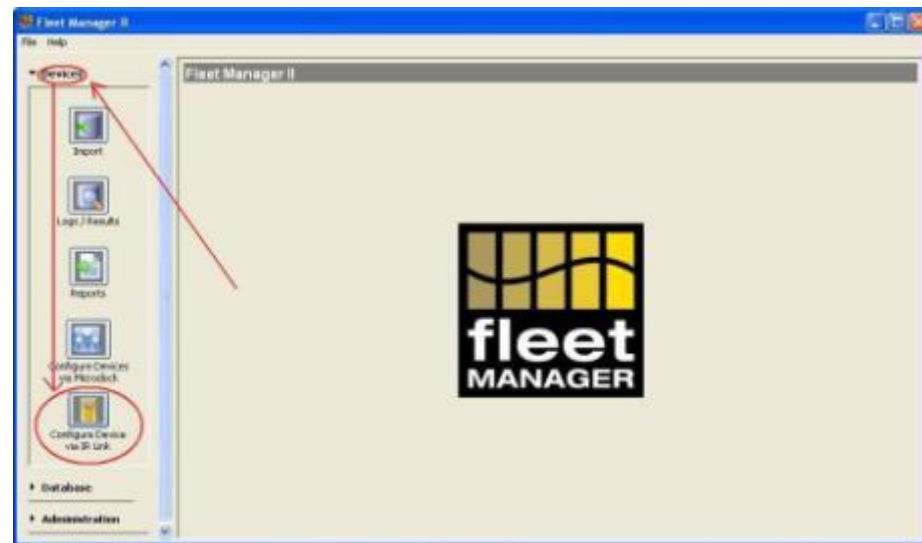 Fleet Manager II
File Help
Devices
Fleet Manager II
Import
Logs / Results
Reports
Configure Devices
via Microdock
Configure Device
via IR Link
Database
Administration
fleet
MANAGER